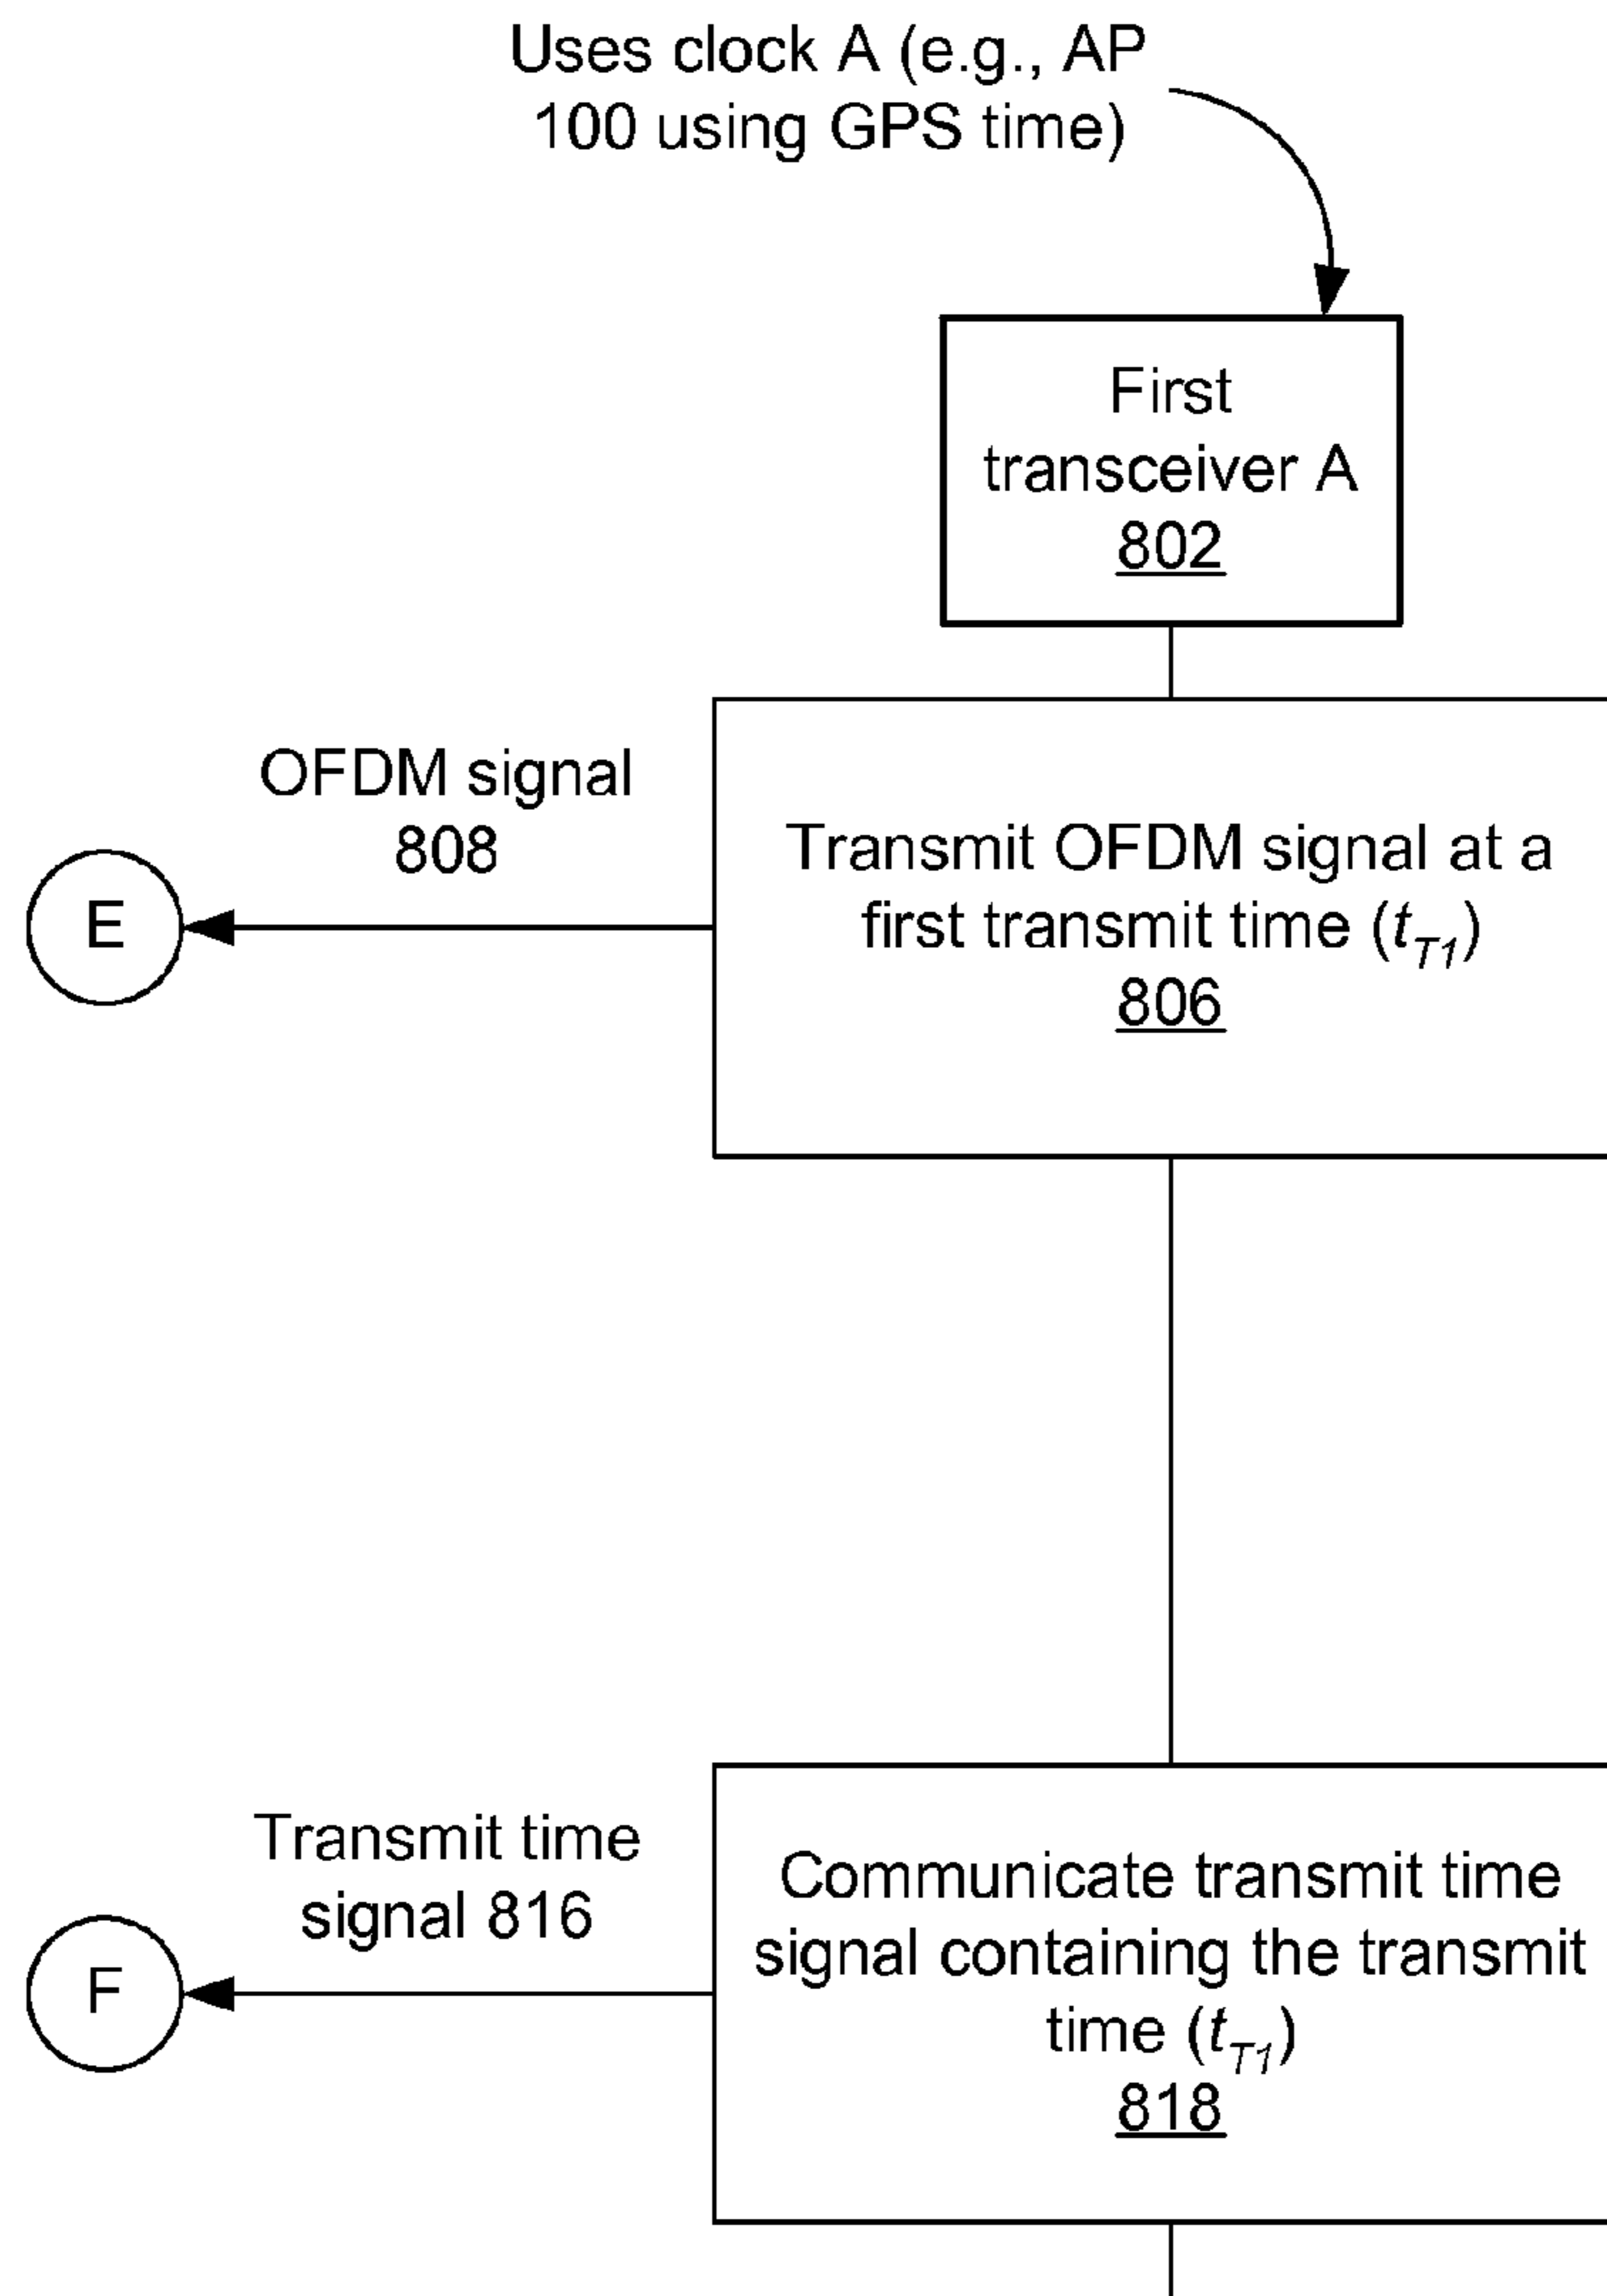 Uses clock A (e.g., AP
100 using GPS time)
First
transceiver A
802
OFDM signal
808
E
Transmit OFDM signal at a
first transmit time (tT1)
806
Transmit time
signal 816
F
Communicate transmit time
signal containing the transmit
time (tT1)
818